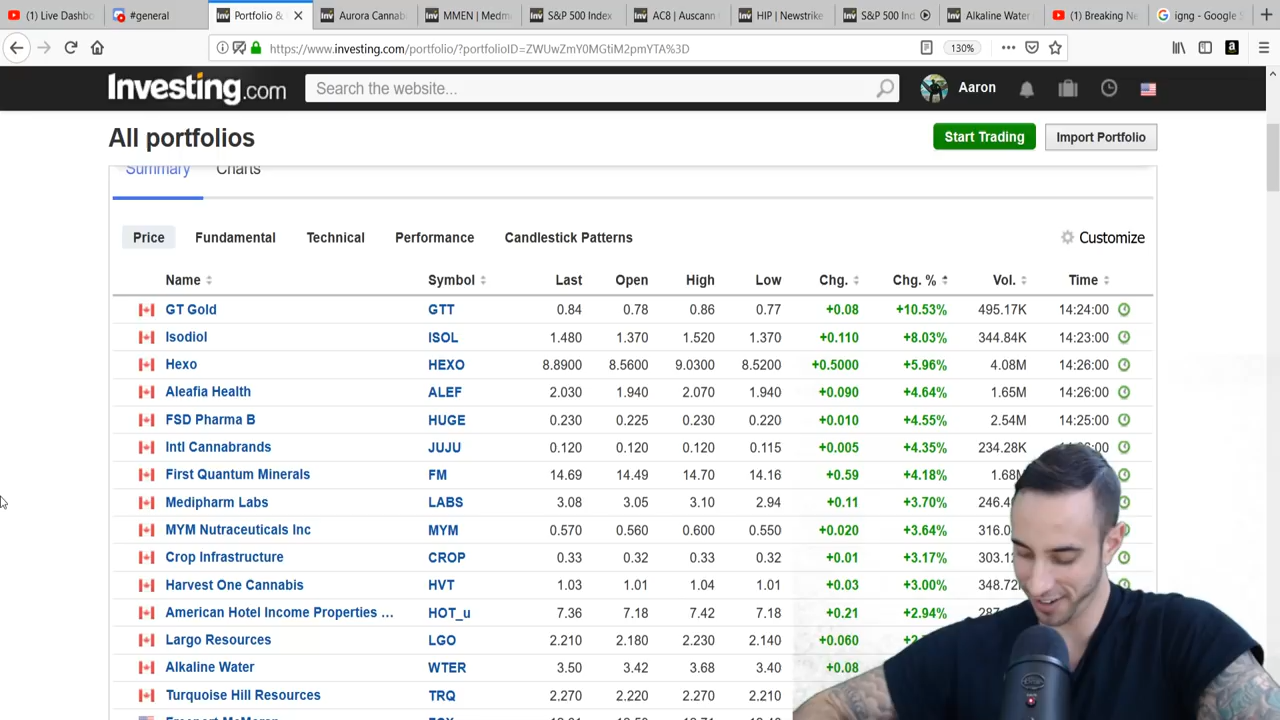 (1) Live Dashbo
#general
Portfolio &
Aurora Cannab
MMEN | Medm
S&P 500 Index
AC8 | Auscann
HIP | Newstrike
S&P 500 Ind
Alkaline Water
(1) Breaking Ne
igng - Google S
https://www.investing.com/portfolio/?portfolioID=ZWUwZmY0MGtiM2pmYTA%3D
130%
Investing.com
Search the website...
Aaron
All portfolios
Start Trading
Import Portfolio
Summary
Charts
Price
Fundamental
Technical
Performance
Candlestick Patterns
Customize
Name Symbol Last Open High Low Chg. Chg. % Vol. Time
GT Gold GTT 0.84 0.78 0.86 0.77 +0.08 +10.53% 495.17K 14:24:00
Isodiol ISOL 1.480 1.370 1.520 1.370 +0.110 +8.03% 344.84K 14:23:00
Hexo HEXO 8.8900 8.5600 9.0300 8.5200 +0.5000 +5.96% 4.08M 14:26:00
Aleafia Health ALEF 2.030 1.940 2.070 1.940 +0.090 +4.64% 1.65M 14:26:00
FSD Pharma B HUGE 0.230 0.225 0.230 0.220 +0.010 +4.55% 2.54M 14:25:00
Intl Cannabrands JUJU 0.120 0.120 0.120 0.115 +0.005 +4.35% 234.28K
First Quantum Minerals FM 14.69 14.49 14.70 14.16 +0.59 +4.18% 1.68M
Medipharm Labs LABS 3.08 3.05 3.10 2.94 +0.11 +3.70% 246.4
MYM Nutraceuticals Inc MYM 0.570 0.560 0.600 0.550 +0.020 +3.64% 316.0
Crop Infrastructure CROP 0.33 0.32 0.33 0.32 +0.01 +3.17% 303.1
Harvest One Cannabis HVT 1.03 1.01 1.04 1.01 +0.03 +3.00% 348.72
American Hotel Income Properties ... HOT_u 7.36 7.18 7.42 7.18 +0.21 +2.94% 287
Largo Resources LGO 2.210 2.180 2.230 2.140 +0.060
Alkaline Water WTER 3.50 3.42 3.68 3.40 +0.08
Turquoise Hill Resources TRQ 2.270 2.220 2.270 2.210